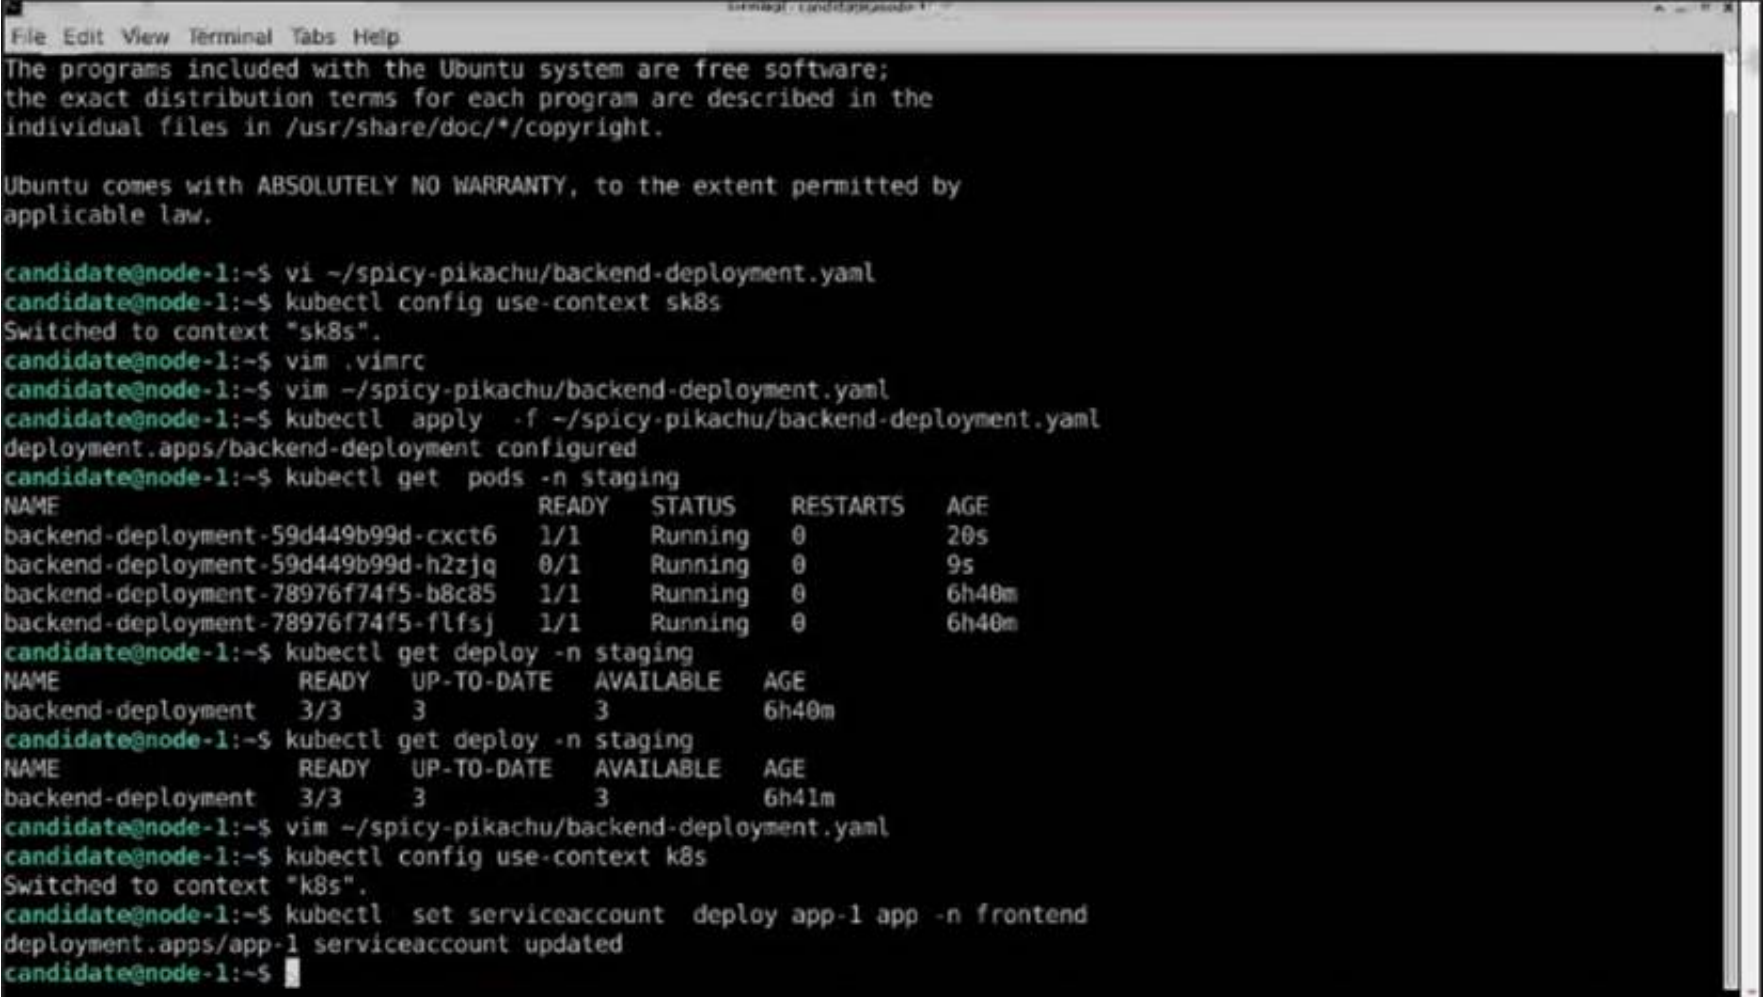 File Edit View Terminal Tabs Help
The programs included with the Ubuntu system are free software;
the exact distribution terms for each program are described in the
individual files in /usr/share/doc/*/copyright.
Ubuntu comes with ABSOLUTELY NO WARRANTY, to the extent permitted by
applicable law.
candidate@node-1:~$ vi ~/spicy-pikachu/backend-deployment.yaml
candidate@node-1:~$ kubectl config use-context sk8s
Switched to context "sk8s".
candidate@node-1:~$ vim .vimrc
candidate@node-1:~$ vim ~/spicy-pikachu/backend-deployment.yaml
candidate@node-1:~$ kubectl  apply  -f ~/spicy-pikachu/backend-deployment.yaml
deployment.apps/backend-deployment configured
candidate@node-1:~$ kubectl get  pods -n staging
NAME                                  READY   STATUS    RESTARTS   AGE
backend-deployment-59d449b99d-cxct6   1/1     Running   0          20s
backend-deployment-59d449b99d-h2zjq   0/1     Running   0          9s
backend-deployment-78976f74f5-b8c85   1/1     Running   0          6h40m
backend-deployment-78976f74f5-flfsj   1/1     Running   0          6h40m
candidate@node-1:~$ kubectl get deploy -n staging
NAME                 READY   UP-TO-DATE   AVAILABLE   AGE
backend-deployment   3/3     3            3           6h40m
candidate@node-1:~$ kubectl get deploy -n staging
NAME                 READY   UP-TO-DATE   AVAILABLE   AGE
backend-deployment   3/3     3            3           6h41m
candidate@node-1:~$ vim ~/spicy-pikachu/backend-deployment.yaml
candidate@node-1:~$ kubectl config use-context k8s
Switched to context "k8s".
candidate@node-1:~$ kubectl  set serviceaccount  deploy app-1 app -n frontend
deployment.apps/app-1 serviceaccount updated
candidate@node-1:~$